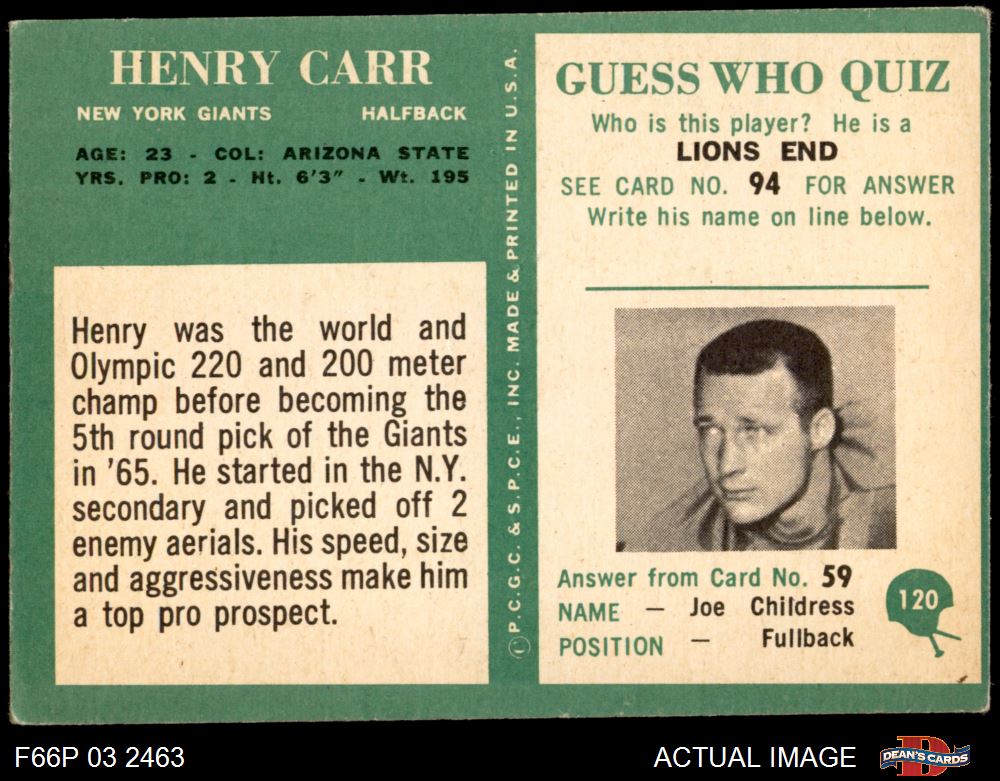 HENRY CARR
NEW YORK GIANTS HALFBACK
AGE: 23 - COL: ARIZONA STATE
YRS. PRO: 2 - Ht. 6'3" - Wt. 195
Henry was the world and
Olympic 220 and 200 meter
champ before becoming the
5th round pick of the Giants
in '65. He started in the N.Y.
secondary and picked off 2
enemy aerials. His speed, size
and aggressiveness make him
a top pro prospect.
©P.C.G.C. & S.P.C.E., INC. MADE & PRINTED IN U.S.A.
GUESS WHO QUIZ
Who is this player? He is a
LIONS END
SEE CARD NO. 94 FOR ANSWER
Write his name on line below.
Answer from Card No. 59
NAME — Joe Childress
POSITION — Fullback
120
F66P 03 2463
ACTUAL IMAGE
D
DEAN'S CARDS